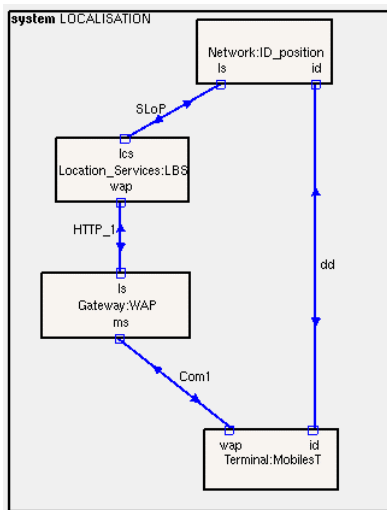 system LOCALISATION
Network:ID_position
ls id
SLoP
lcs
Location_Services:LBS
wap
HTTP_1
dd
ls
Gateway:WAP
ms
Com1
wap id
Terminal:MobilesT